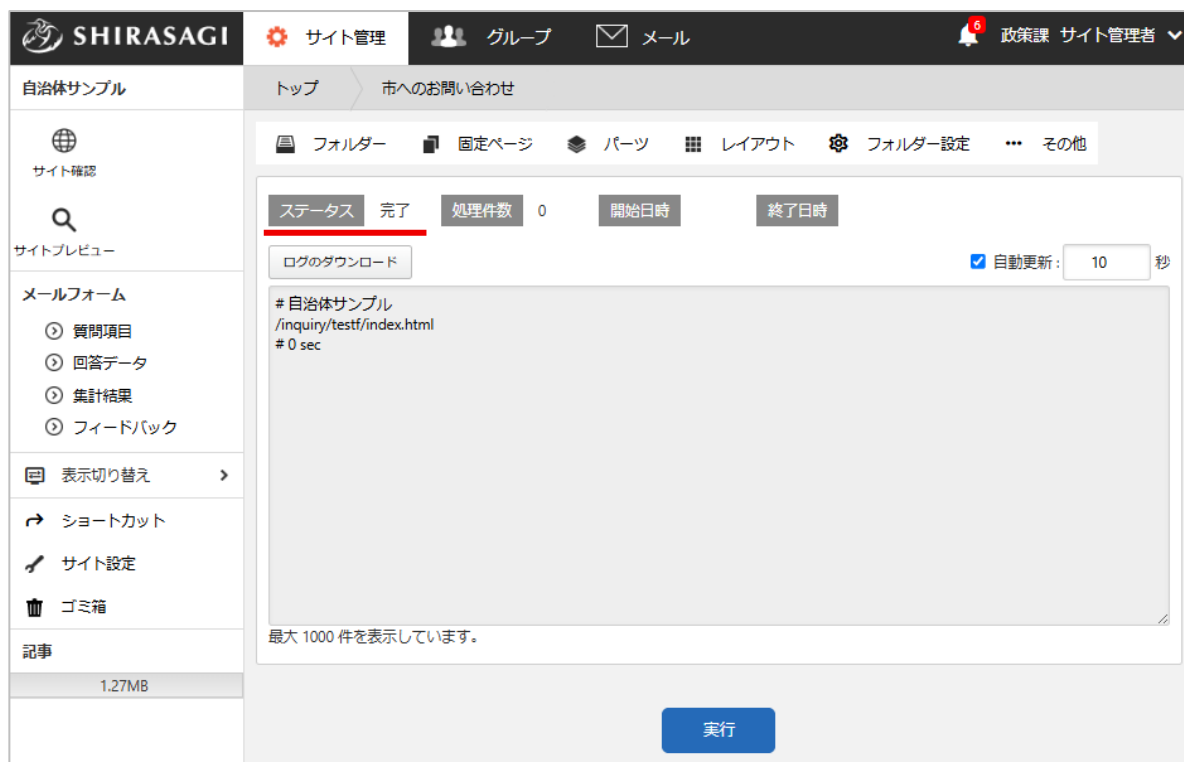 SHIRASAGI
サイト管理
グループ
メール
6
政策課 サイト管理者
自治体サンプル
トップ
市へのお問い合わせ
サイト確認
サイトプレビュー
メールフォーム
質問項目
回答データ
集計結果
フィードバック
表示切り替え
ショートカット
サイト設定
ゴミ箱
記事
1.27MB
フォルダー
固定ページ
パーツ
レイアウト
フォルダー設定
••• その他
ステータス 完了 処理件数 0 開始日時 終了日時
ログのダウンロード
自動更新 : 10 秒
# 自治体サンプル
/inquiry/testf/index.html
# 0 sec
最大 1000 件を表示しています。
実行